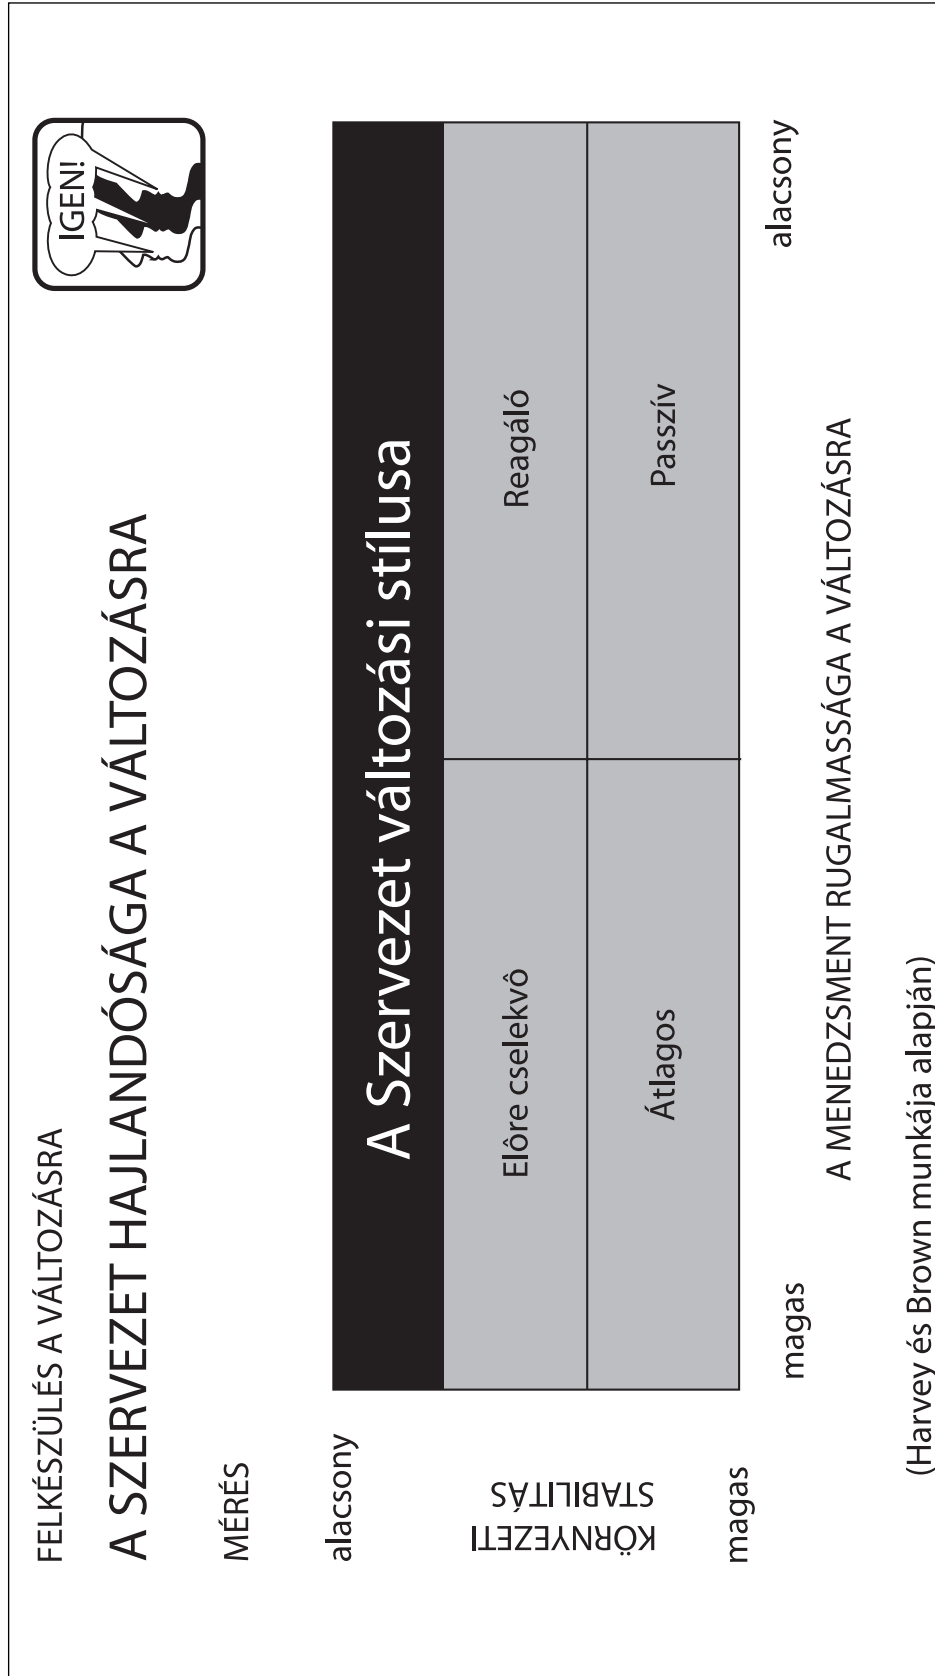 FELKÉSZÜLÉS A VÁLTOZÁSRA
A SZERVEZET HAJLANDÓSÁGA A VÁLTOZÁSRA
IGEN!
MÉRÉS
alacsony
A Szervezet változási stílusa
KÖRNYEZETI
STABILITÁS
Elôre cselekvô
Reagáló
Átlagos
Passzív
magas
magas
alacsony
A MENEDZSMENT RUGALMASSÁGA A VÁLTOZÁSRA
(Harvey és Brown munkája alapján)